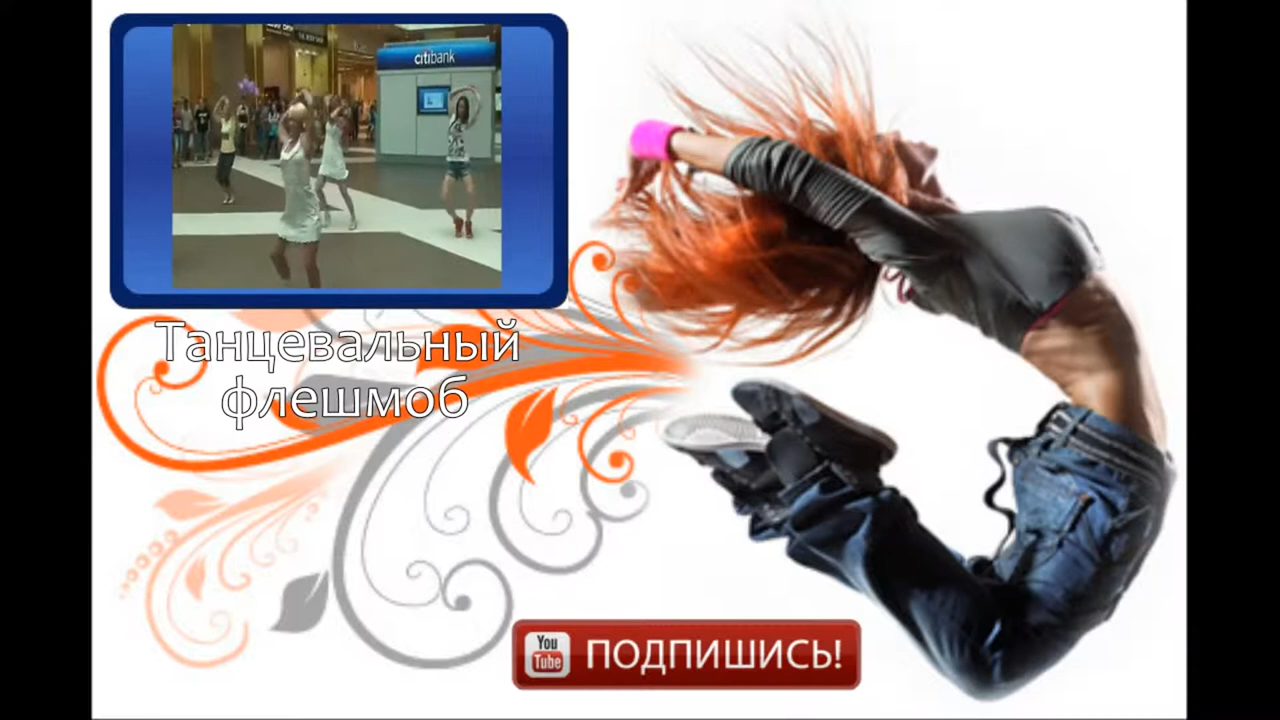 citibank
Танцевальный
флешмоб
You
Tube
ПОДПИШИСЬ!